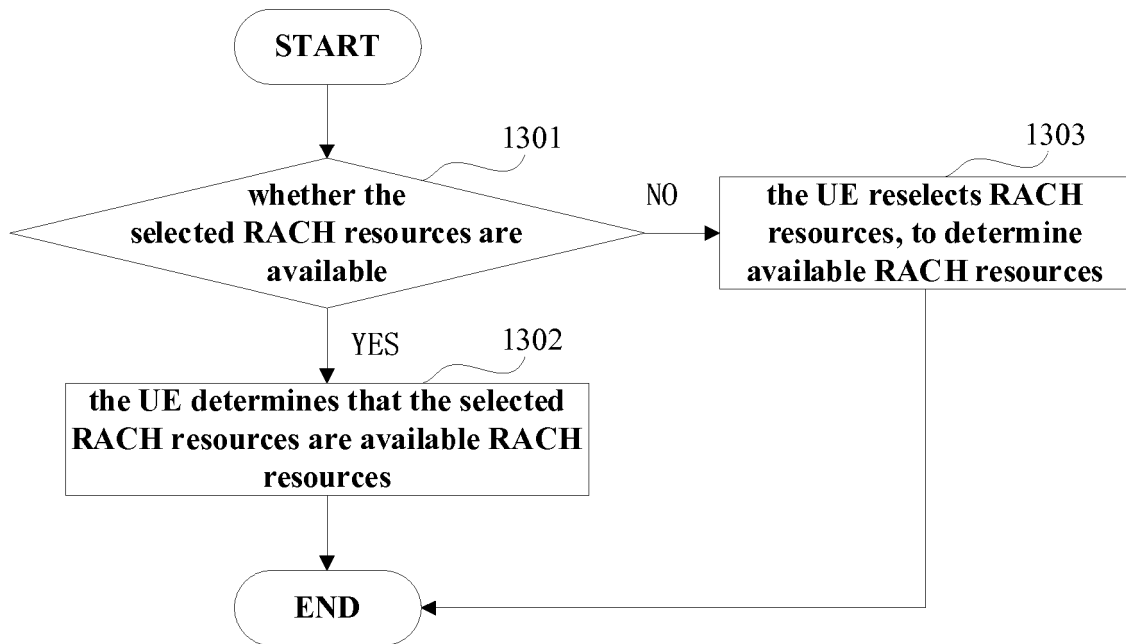 START
1301
whether the
selected RACH resources are
available
NO
1303
the UE reselects RACH
resources, to determine
available RACH resources
YES
1302
the UE determines that the selected
RACH resources are available RACH
resources
END